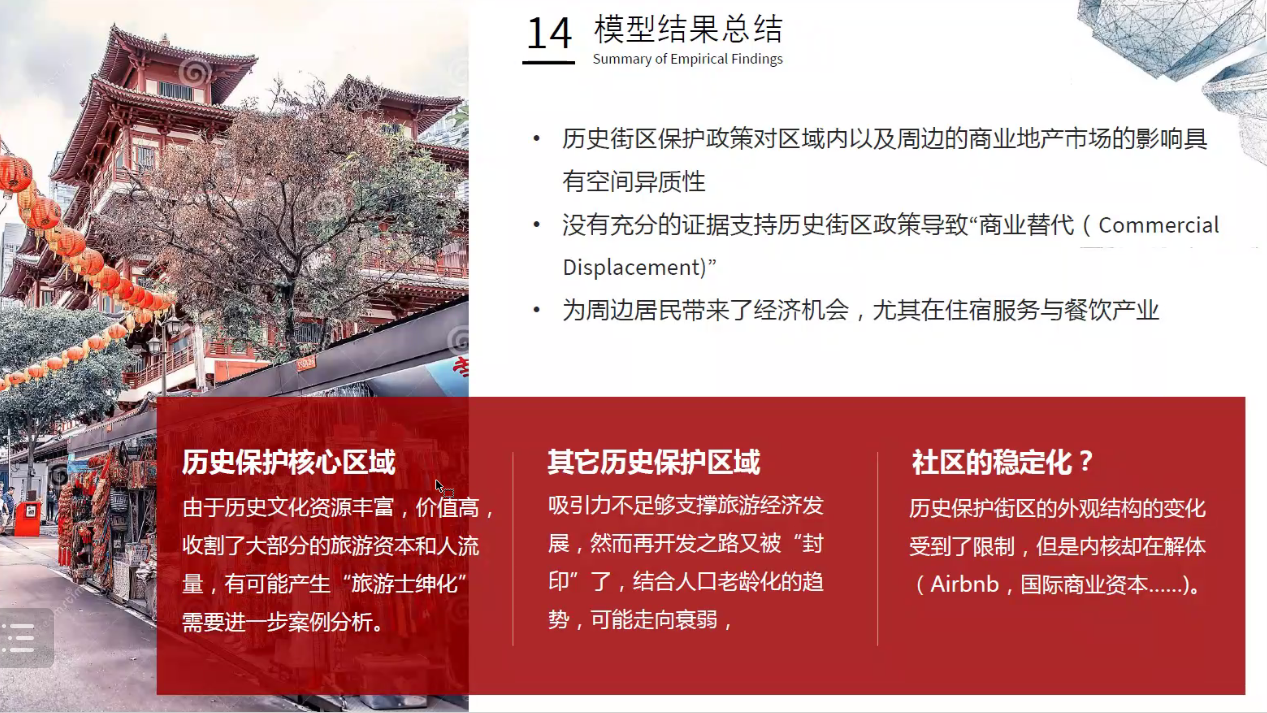 14 模型结果总结
Summary of Empirical Findings
• 历史街区保护政策对区域内以及周边的商业地产市场的影响具
有空间异质性
• 没有充分的证据支持历史街区政策导致“商业替代（Commercial
Displacement)”
• 为周边居民带来了经济机会，尤其在住宿服务与餐饮产业
历史保护核心区域
由于历史文化资源丰富，价值高，
收割了大部分的旅游资本和人流
量，有可能产生“旅游士绅化”
需要进一步案例分析。
其它历史保护区域
吸引力不足够支撑旅游经济发
展，然而再开发之路又被“封
印”了，结合人口老龄化的趋
势，可能走向衰弱，
社区的稳定化？
历史保护街区的外观结构的变化
受到了限制，但是内核却在解体
（Airbnb，国际商业资本......)。